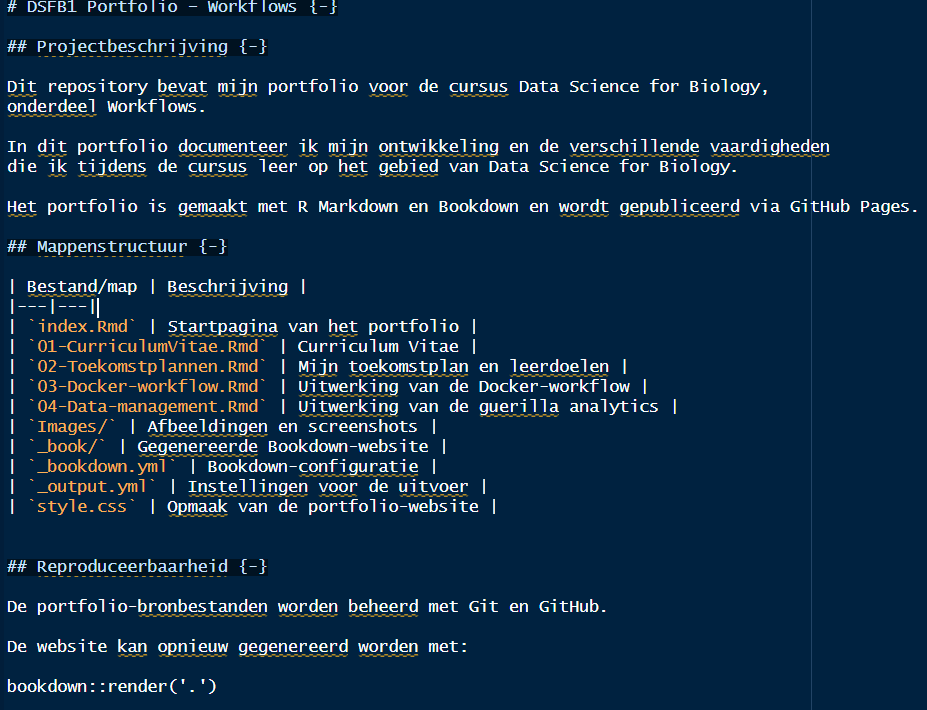 # DSFB1 Portfolio - Workflows {-}
## Projectbeschrijving {-}
Dit repository bevat mijn portfolio voor de cursus Data Science for Biology,
onderdeel Workflows.
In dit portfolio documenteer ik mijn ontwikkeling en de verschillende vaardigheden
die ik tijdens de cursus leer op het gebied van Data Science for Biology.
Het portfolio is gemaakt met R Markdown en Bookdown en wordt gepubliceerd via GitHub Pages.
## Mappenstructuur {-}
| Bestand/map | Beschrijving |
|---|---|
| `index.Rmd` | Startpagina van het portfolio |
| `01-CurriculumVitae.Rmd` | Curriculum Vitae |
| `02-Toekomstplannen.Rmd` | Mijn toekomstplan en leerdoelen |
| `03-Docker-workflow.Rmd` | Uitwerking van de Docker-workflow |
| `04-Data-management.Rmd` | Uitwerking van de guerilla analytics |
| `Images/` | Afbeeldingen en screenshots |
| `_book/` | Gegenereerde Bookdown-website |
| `_bookdown.yml` | Bookdown-configuratie |
| `_output.yml` | Instellingen voor de uitvoer |
| `style.css` | Opmaak van de portfolio-website |
## Reproduceerbaarheid {-}
De portfolio-bronbestanden worden beheerd met Git en GitHub.
De website kan opnieuw gegenereerd worden met:
bookdown::render('.')